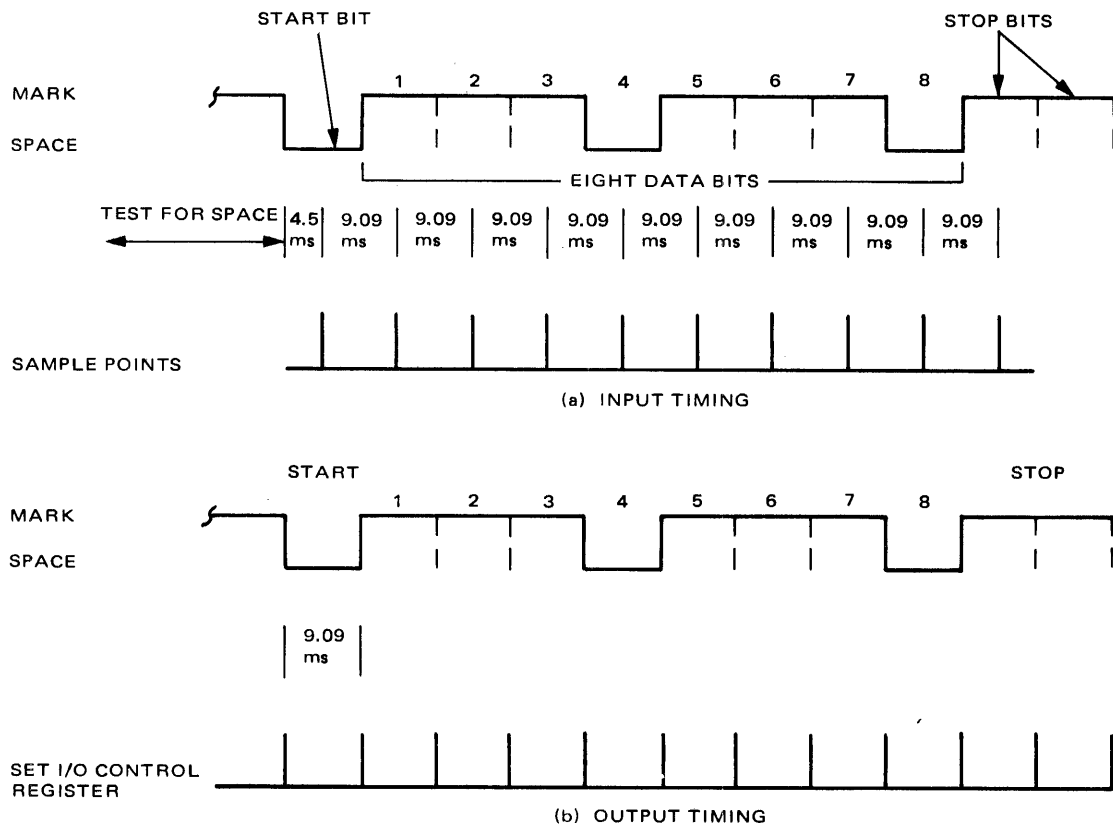 START BIT
STOP BITS
1 2 3 4 5 6 7 8
MARK
SPACE
EIGHT DATA BITS
TEST FOR SPACE
4.5 ms 9.09 ms 9.09 ms 9.09 ms 9.09 ms 9.09 ms 9.09 ms 9.09 ms 9.09 ms 9.09 ms
SAMPLE POINTS
(a) INPUT TIMING
START
STOP
1 2 3 4 5 6 7 8
MARK
SPACE
9.09
ms
SET I/O CONTROL
REGISTER
(b) OUTPUT TIMING